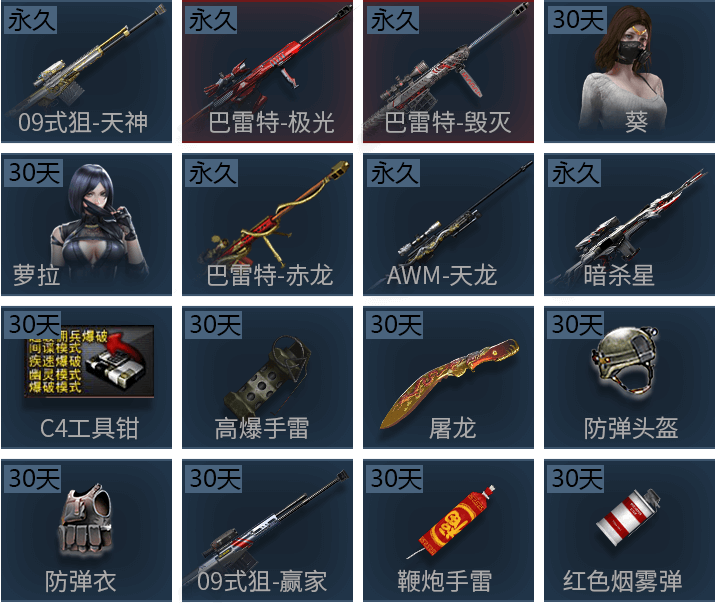 永久
09式狙-天神
永久
巴雷特-极光
永久
巴雷特-毁灭
30天
葵
30天
萝拉
永久
巴雷特-赤龙
永久
AWM-天龙
永久
暗杀星
30天
佣兵爆破
间谍模式
疾速爆破
幽灵模式
爆破模式
C4工具钳
30天
高爆手雷
30天
屠龙
30天
防弹头盔
30天
防弹衣
30天
09式狙-赢家
30天
鞭炮手雷
30天
红色烟雾弹